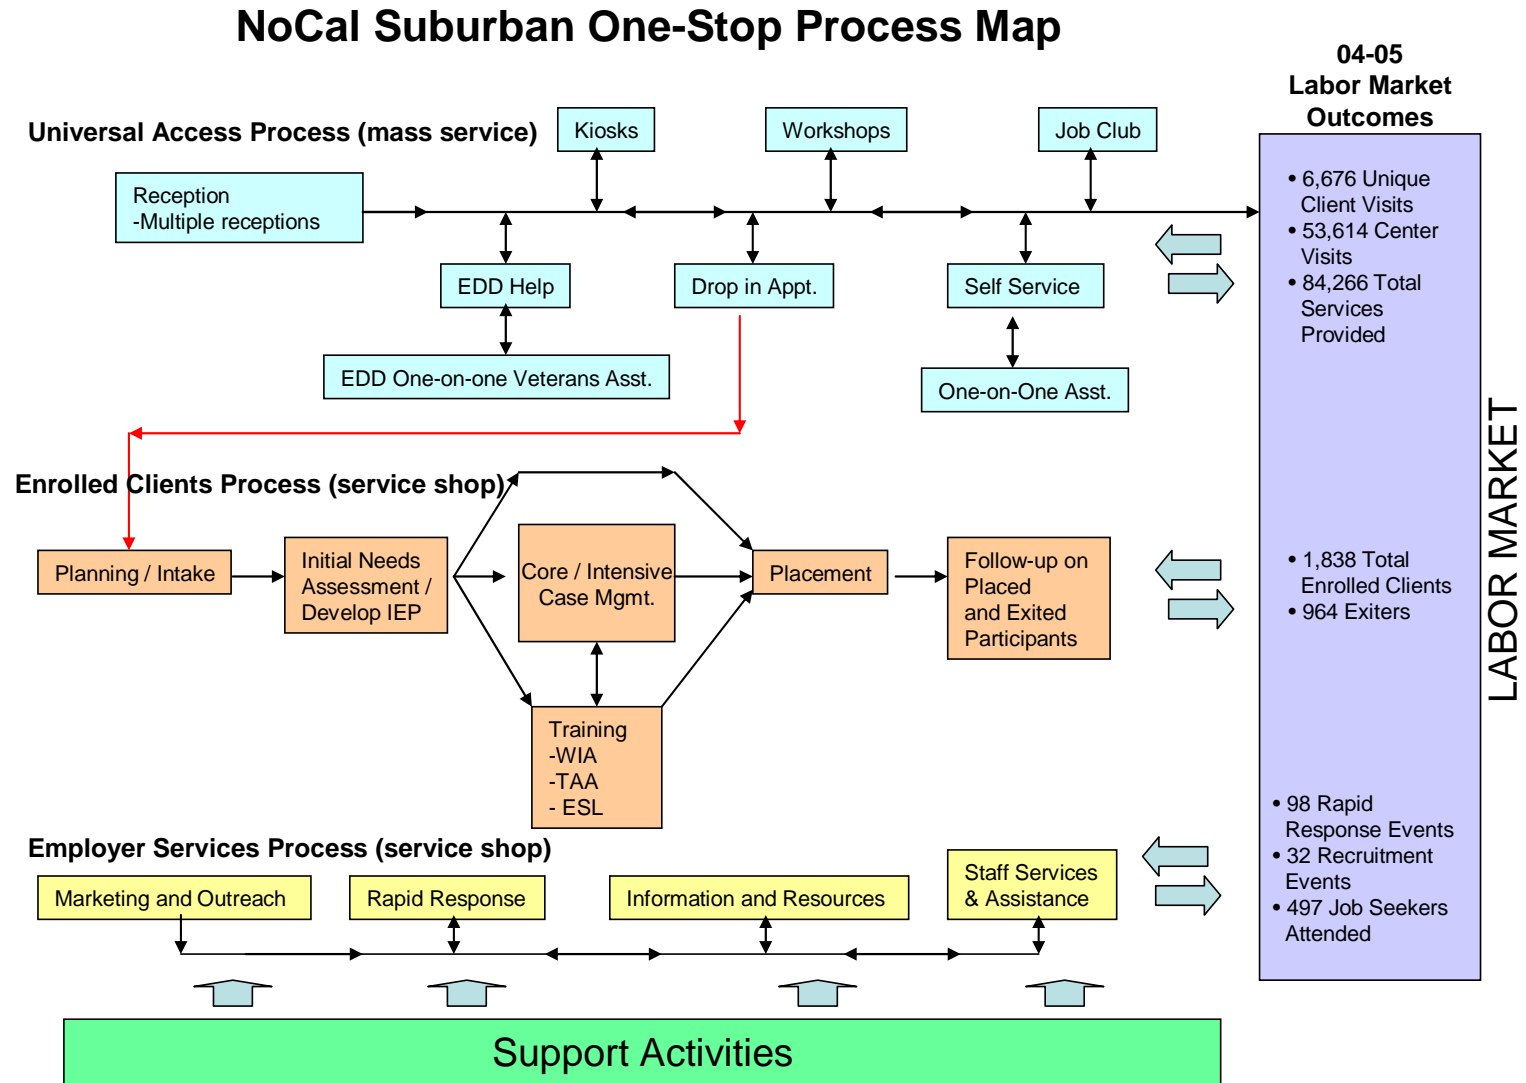 NoCal Suburban One-Stop Process Map
04-05
Labor Market
Outcomes
Universal Access Process (mass service)
Kiosks
Workshops
Job Club
Reception
-Multiple receptions
EDD Help
Drop in Appt.
Self Service
EDD One-on-one Veterans Asst.
One-on-One Asst.
• 6,676 Unique
Client Visits
• 53,614 Center
Visits
• 84,266 Total
Services
Provided
Enrolled Clients Process (service shop)
Planning / Intake
Initial Needs
Assessment /
Develop IEP
Core / Intensive
Case Mgmt.
Placement
Follow-up on
Placed
and Exited
Participants
Training
-WIA
-TAA
- ESL
• 1,838 Total
Enrolled Clients
• 964 Exiters
LABOR MARKET
Employer Services Process (service shop)
Marketing and Outreach
Rapid Response
Information and Resources
Staff Services
& Assistance
• 98 Rapid
Response Events
• 32 Recruitment
Events
• 497 Job Seekers
Attended
Support Activities